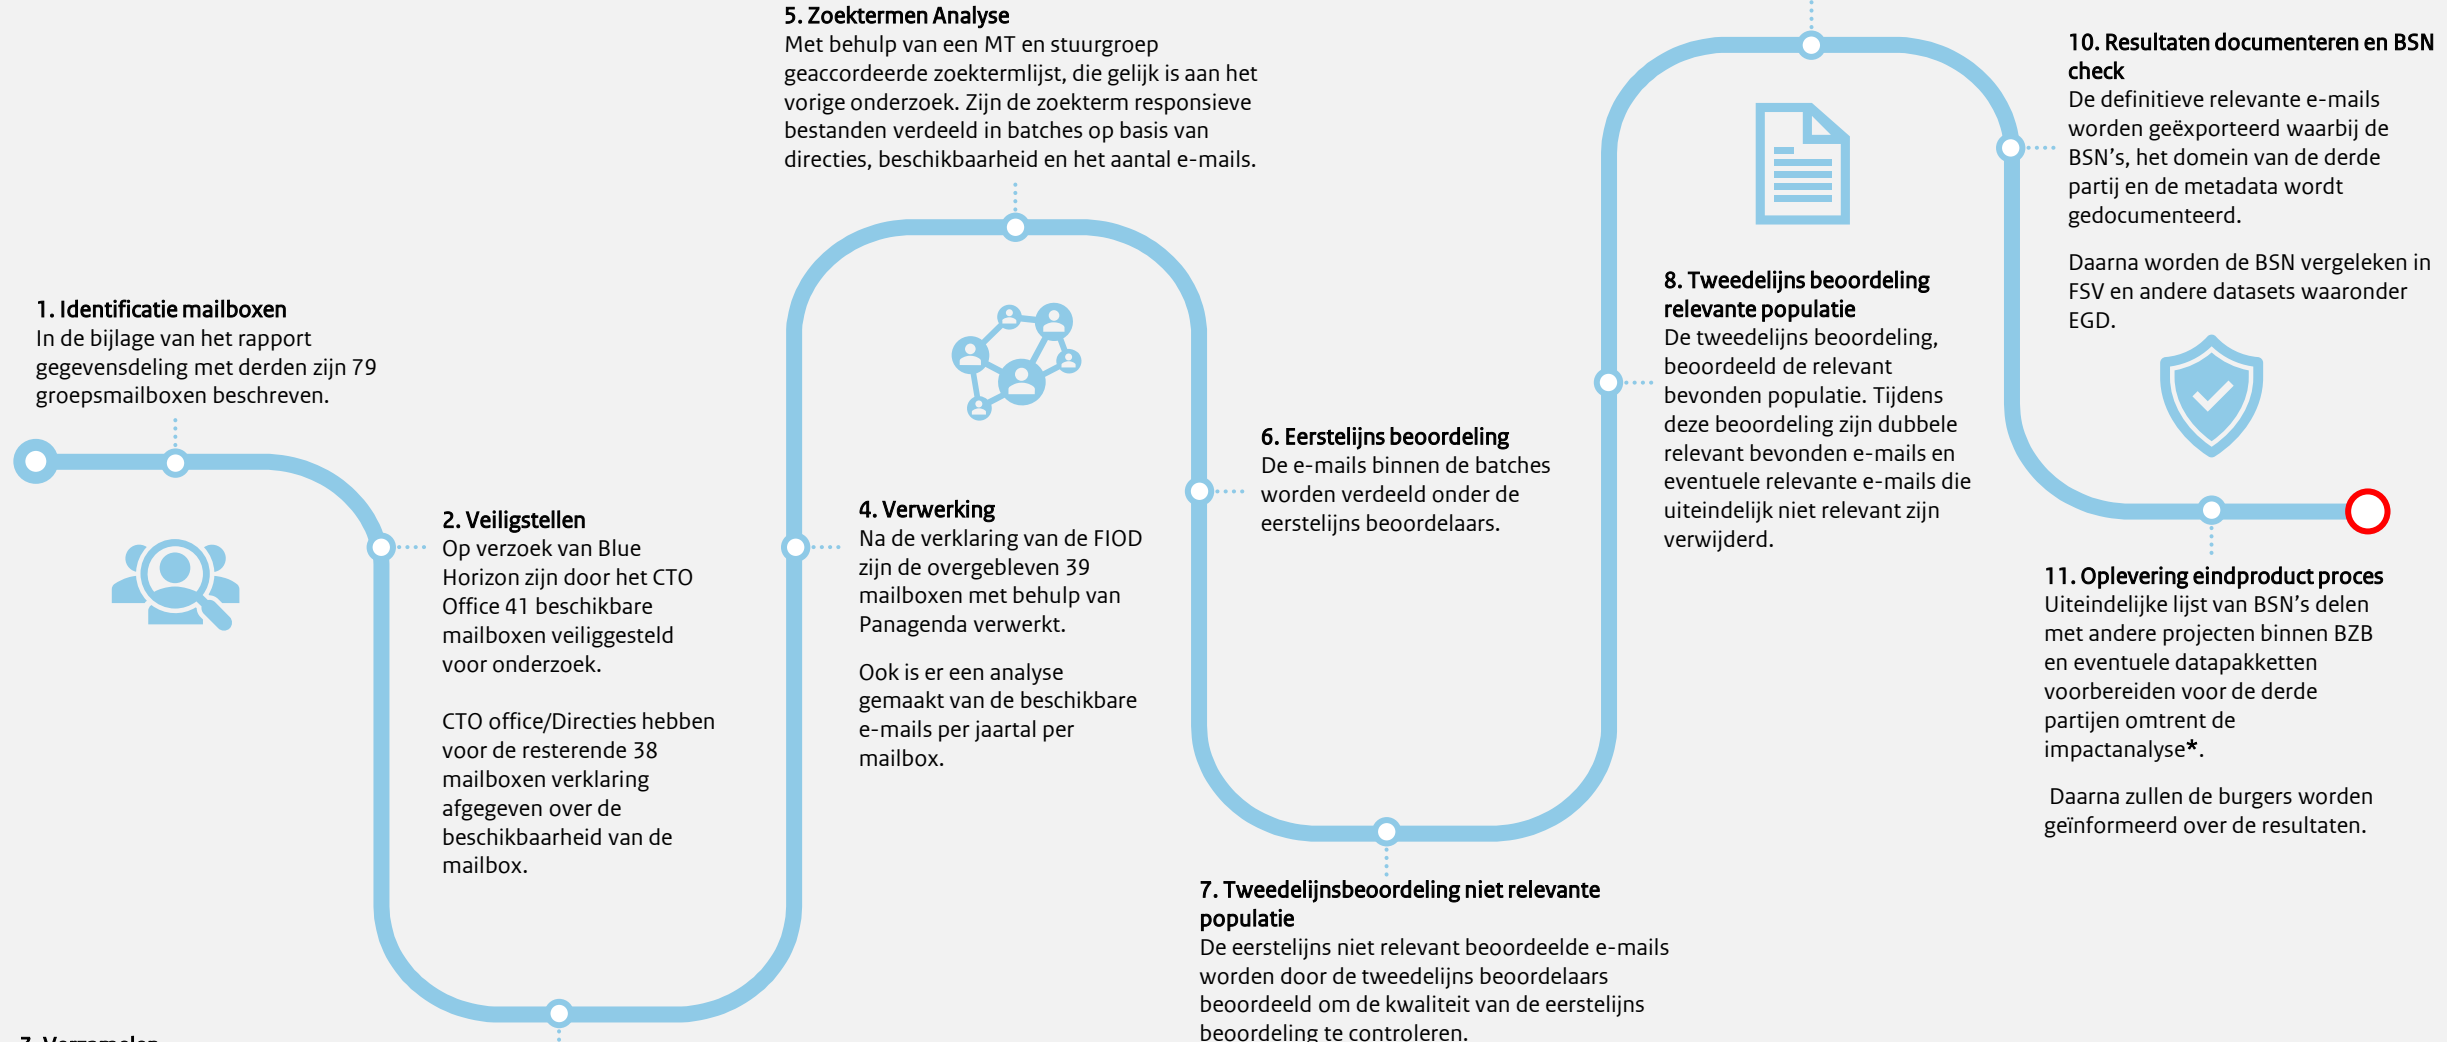 1. Identificatie mailboxen
In de bijlage van het rapport
gegevensdeling met derden zijn 79
groepsmailboxen beschreven.
2. Veiligstellen
Op verzoek van Blue
Horizon zijn door het CTO
Office 41 beschikbare
mailboxen veiliggesteld
voor onderzoek.
CTO office/Directies hebben
voor de resterende 38
mailboxen verklaring
afgegeven over de
beschikbaarheid van de
mailbox.
3. Verzamelen
4. Verwerking
Na de verklaring van de FIOD
zijn de overgebleven 39
mailboxen met behulp van
Panagenda verwerkt.
Ook is er een analyse
gemaakt van de beschikbare
e-mails per jaartal per
mailbox.
5. Zoektermen Analyse
Met behulp van een MT en stuurgroep
geaccordeerde zoektermlijst, die gelijk is aan het
vorige onderzoek. Zijn de zoekterm responsieve
bestanden verdeeld in batches op basis van
directies, beschikbaarheid en het aantal e-mails.
6. Eerstelijns beoordeling
De e-mails binnen de batches
worden verdeeld onder de
eerstelijns beoordelaars.
7. Tweedelijnsbeoordeling niet relevante
populatie
De eerstelijns niet relevant beoordeelde e-mails
worden door de tweedelijns beoordelaars
beoordeeld om de kwaliteit van de eerstelijns
beoordeling te controleren.
8. Tweedelijns beoordeling
relevante populatie
De tweedelijns beoordeling,
beoordeeld de relevant
bevonden populatie. Tijdens
deze beoordeling zijn dubbele
relevant bevonden e-mails en
eventuele relevante e-mails die
uiteindelijk niet relevant zijn
verwijderd.
10. Resultaten documenteren en BSN
check
De definitieve relevante e-mails
worden geëxporteerd waarbij de
BSN's, het domein van de derde
partij en de metadata wordt
gedocumenteerd.
Daarna worden de BSN vergeleken in
FSV en andere datasets waaronder
EGD.
11. Oplevering eindproduct proces
Uiteindelijke lijst van BSN's delen
met andere projecten binnen BZB
en eventuele datapakketten
voorbereiden voor de derde
partijen omtrent de
impactanalyse*.
Daarna zullen de burgers worden
geïnformeerd over de resultaten.